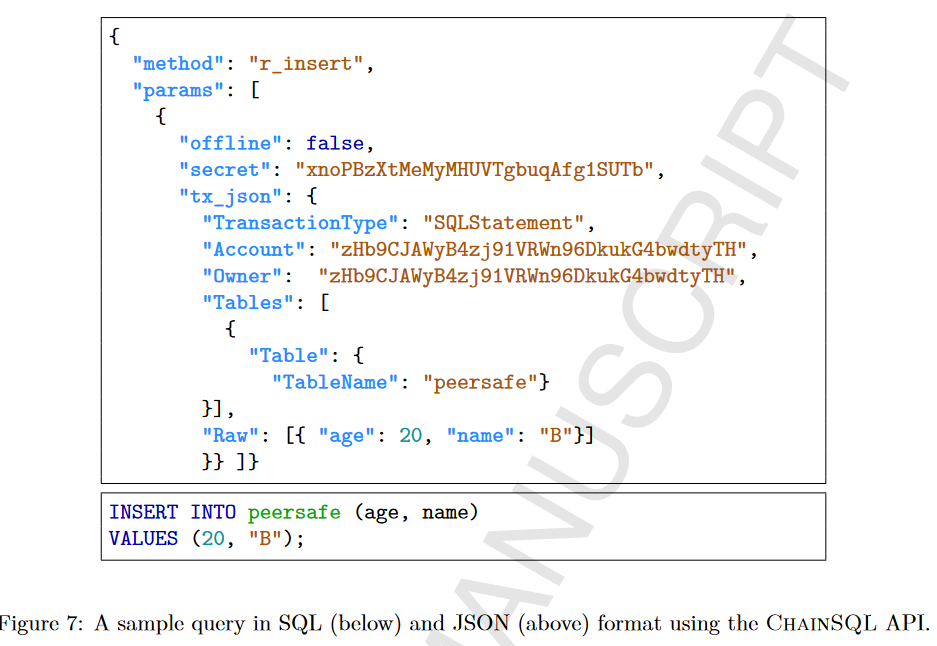 {
"method": "r_insert",
"params": [
{
"offline": false,
"secret": "xnoPBzXtMeMyMHUVTgbuqAfg1SUTb",
"tx_json": {
"TransactionType": "SQLStatement",
"Account": "zHb9CJAWyB4zj91VRWn96DkukG4bwdtyTH",
"Owner":  "zHb9CJAWyB4zj91VRWn96DkukG4bwdtyTH",
"Tables": [
{
"Table": {
"TableName": "peersafe"}
}],
"Raw": [{ "age": 20, "name": "B"}]
}} ]}
INSERT INTO peersafe (age, name)
VALUES (20, "B");
Figure 7: A sample query in SQL (below) and JSON (above) format using the CHAINSQL API.
MANUSCRIPT